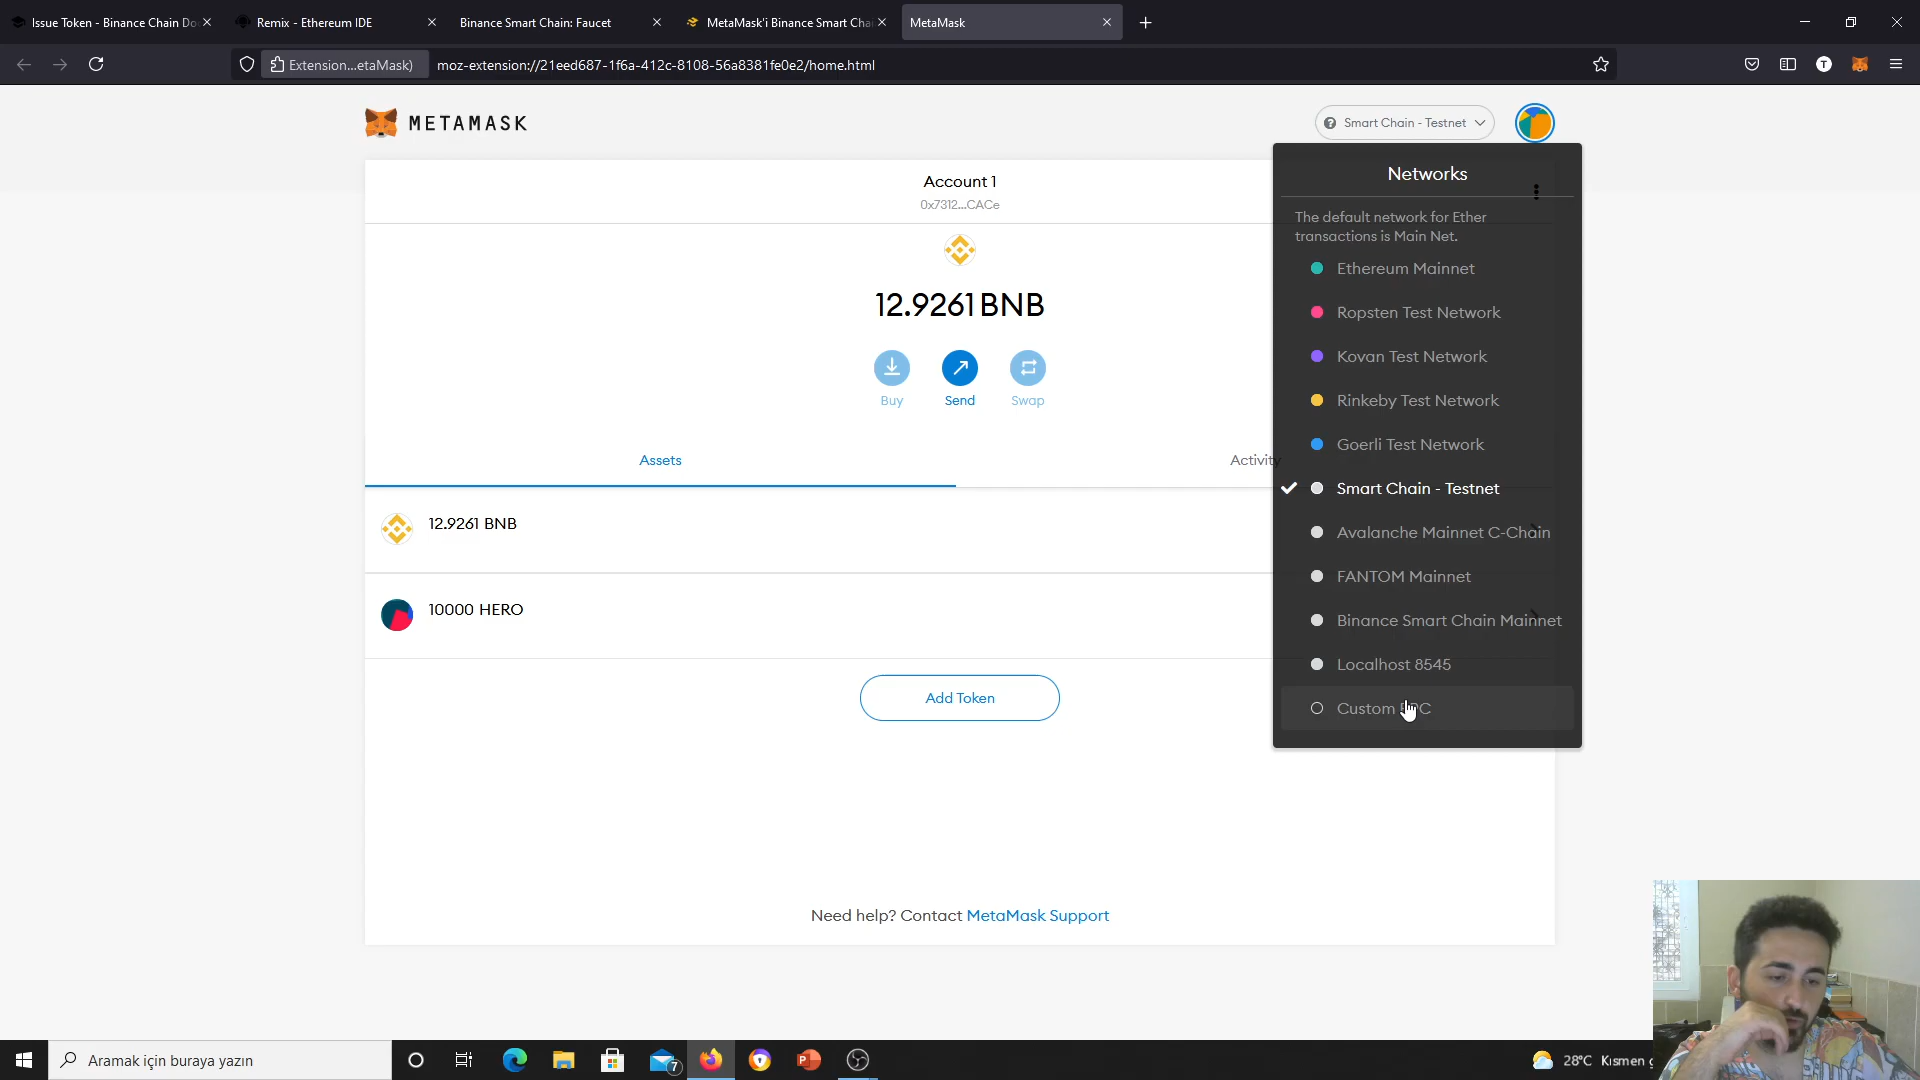 Issue Token - Binance Chain Do
Remix - Ethereum IDE
Binance Smart Chain: Faucet
MetaMask'i Binance Smart Cha
MetaMask
Extension...etaMask)
moz-extension://21eed687-1f6a-412c-8108-56a8381fe0e2/home.html
T
METAMASK
Smart Chain - Testnet
Account 1
0x7312...CACe
12.9261 BNB
Buy
Send
Swap
Assets
Activity
12.9261 BNB
10000 HERO
Add Token
Need help? Contact MetaMask Support
Networks
The default network for Ether
transactions is Main Net.
Ethereum Mainnet
Ropsten Test Network
Kovan Test Network
Rinkeby Test Network
Goerli Test Network
Smart Chain - Testnet
Avalanche Mainnet C-Chain
FANTOM Mainnet
Binance Smart Chain Mainnet
Localhost 8545
Custom
Aramak için buraya yazın
7
28°C Kısmen